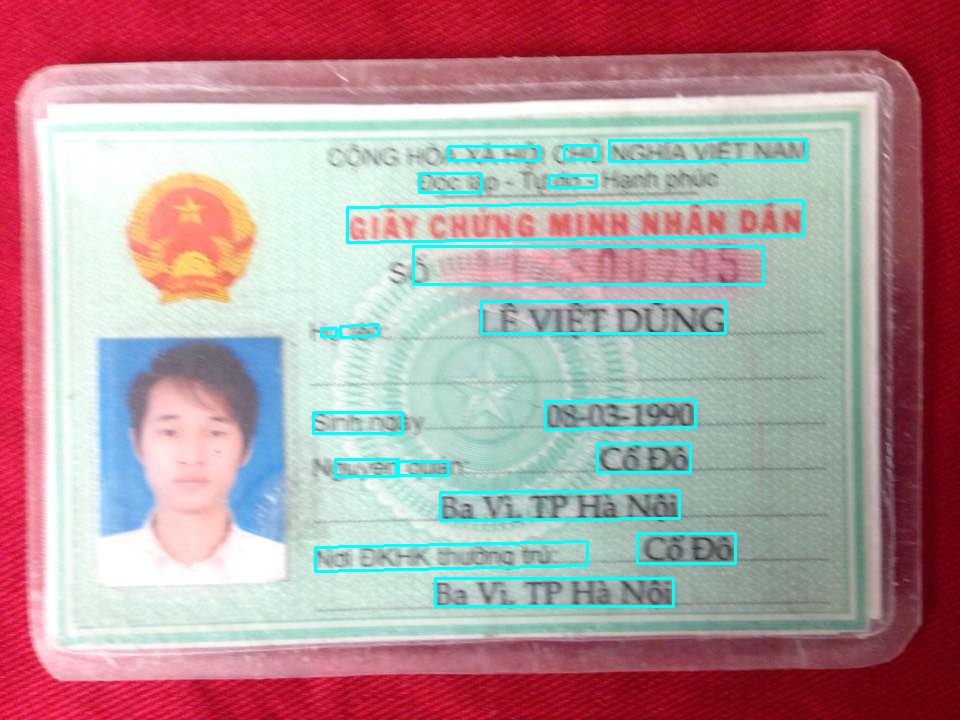 CỘNG HÒA XÃ HỘI CHỦ NGHĨA VIỆT NAM
Độc lập - Tự do - Hạnh phúc
GIẤY CHỨNG MINH NHÂN DÂN
SỐ
Họ tên: LÊ VIỆT DŨNG
Sinh ngày 08-03-1990
Nguyên quán: Cổ Đô
Ba Vì, TP Hà Nội
Nơi ĐKHK thường trú: Cổ Đô
Ba Vì, TP Hà Nội